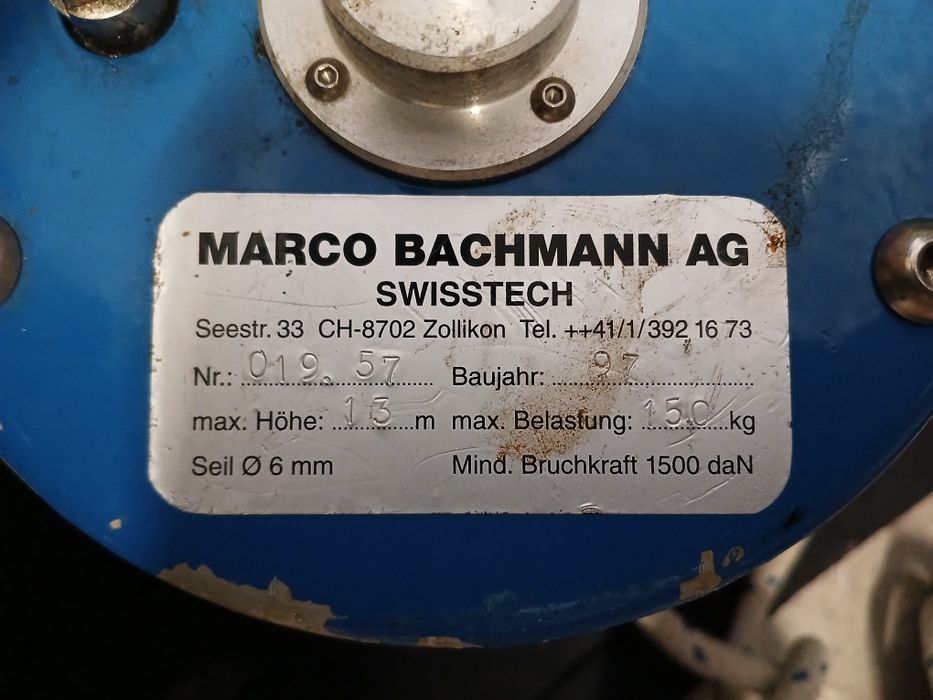 MARCO BACHMANN AG
SWISSTECH
Seestr. 33 CH-8702 Zollikon Tel. ++41/1/392 16 73
Nr.: 019.57 Baujahr: 97
max. Höhe: 13 m max. Belastung: 150 kg
Seil Ø 6 mm Mind. Bruchkraft 1500 daN